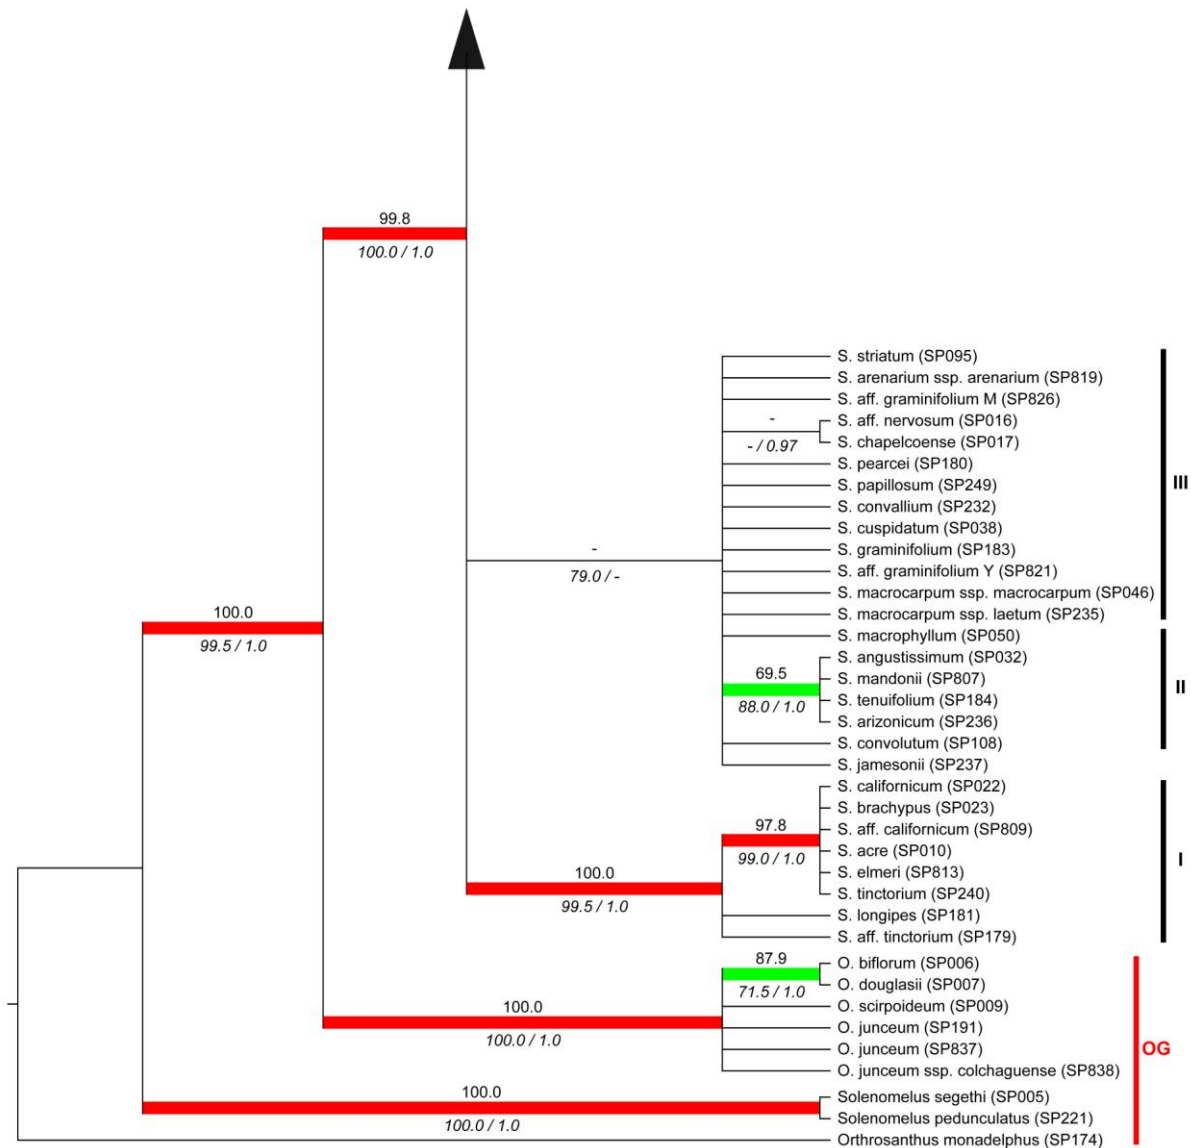 99.8
100.0 / 1.0
S. striatum (SP095)
S. arenarium ssp. arenarium (SP819)
S. aff. graminifolium M (SP826)
-
S. aff. nervosum (SP016)
- / 0.97
S. chapelcoense (SP017)
S. pearcei (SP180)
III
S. papillosum (SP249)
S. convallium (SP232)
S. cuspidatum (SP038)
-
S. graminifolium (SP183)
79.0 / -
S. aff. graminifolium Y (SP821)
S. macrocarpum ssp. macrocarpum (SP046)
100.0
S. macrocarpum ssp. laetum (SP235)
99.5 / 1.0
S. macrophyllum (SP050)
S. angustissimum (SP032)
69.5
S. mandonii (SP807)
II
88.0 / 1.0
S. tenuifolium (SP184)
S. arizonicum (SP236)
S. convolutum (SP108)
S. jamesonii (SP237)
S. californicum (SP022)
S. brachypus (SP023)
97.8
S. aff. californicum (SP809)
99.0 / 1.0
S. acre (SP010)
I
100.0
S. elmeri (SP813)
99.5 / 1.0
S. tinctorium (SP240)
S. longipes (SP181)
S. aff. tinctorium (SP179)
87.9
O. biflorum (SP006)
71.5 / 1.0
O. douglasii (SP007)
100.0
O. scirpoideum (SP009)
100.0 / 1.0
O. junceum (SP191)
O. junceum (SP837)
OG
O. junceum ssp. colchaguense (SP838)
100.0
Solenomelus segethi (SP005)
100.0 / 1.0
Solenomelus pedunculatus (SP221)
Orthrosanthus monadelphus (SP174)